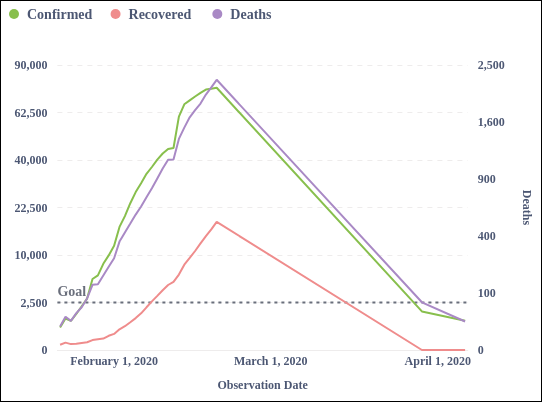 Confirmed Recovered Deaths
90,000
62,500
40,000
22,500
10,000
2,500
0
Goal
2,500
1,600
900
400
100
0
Deaths
February 1, 2020 March 1, 2020 April 1, 2020
Observation Date